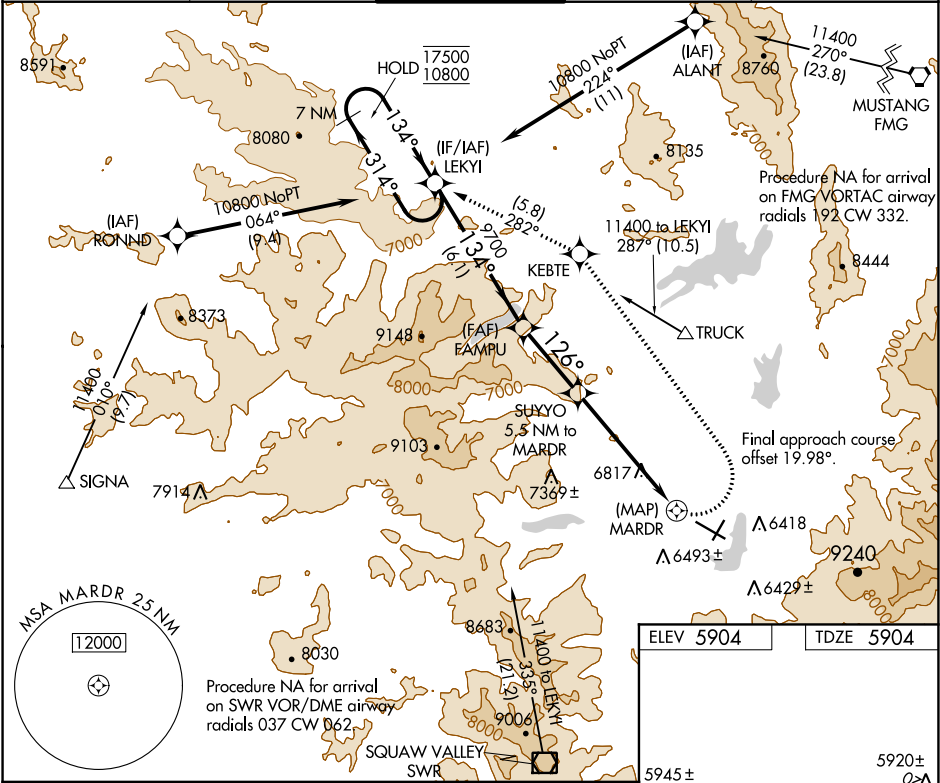 8591
HOLD
17500
10800
7 NM
134°
314°
8080
(IF/IAF)
LEKYI
10800 NoPT
224°
(11)
(IAF)
ALANT
8760
7000
11400
270°
(23.8)
MUSTANG
FMG
8135
Procedure NA for arrival
on FMG VORTAC airway
radials 192 CW 332.
(IAF)
RONND
10800 NoPT
064°
(9.4)
7000
(5.8)
282°
9700
134°
(6.1)
KEBTE
11400 to LEKYI
287° (10.5)
8444
TRUCK
8373
9148
(FAF)
FAMPU
126°
8000
7000
7000
11400
010°
(9.7)
SUYYO
5.5 NM to
MARDR
9103
Final approach course
offset 19.98°.
SIGNA
7914
7000
7369±
6817
(MAP)
MARDR
6418
6493±
9240
6429±
8000
MSA MARDR 25 NM
12000
8683
11400 to LEKYI
335°
(21.2)
8030
Procedure NA for arrival
on SWR VOR/DME airway
radials 037 CW 062.
8000
9006
7000
SQUAW VALLEY
SWR
ELEV 5904
TDZE 5904
5945±
5920±